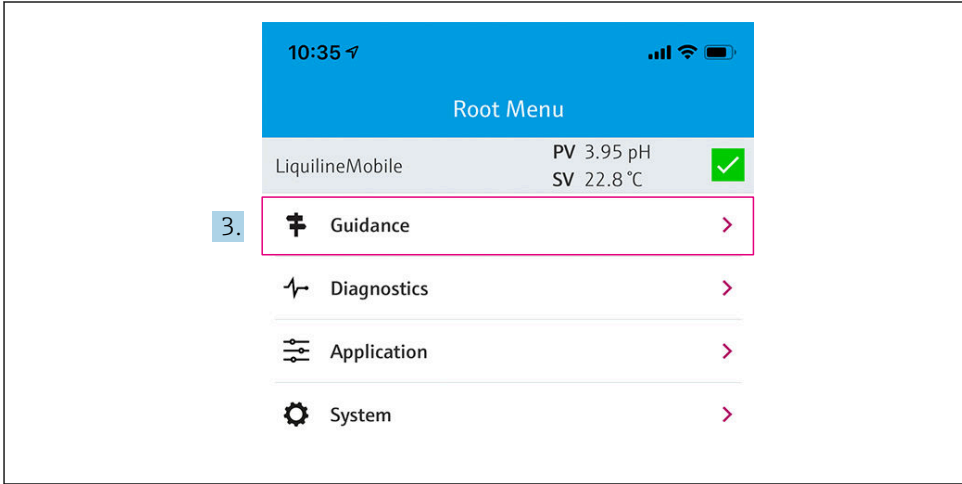 10:35
Root Menu
LiquilineMobile
PV 3.95 pH
SV 22.8 °C
3.
Guidance
Diagnostics
Application
System